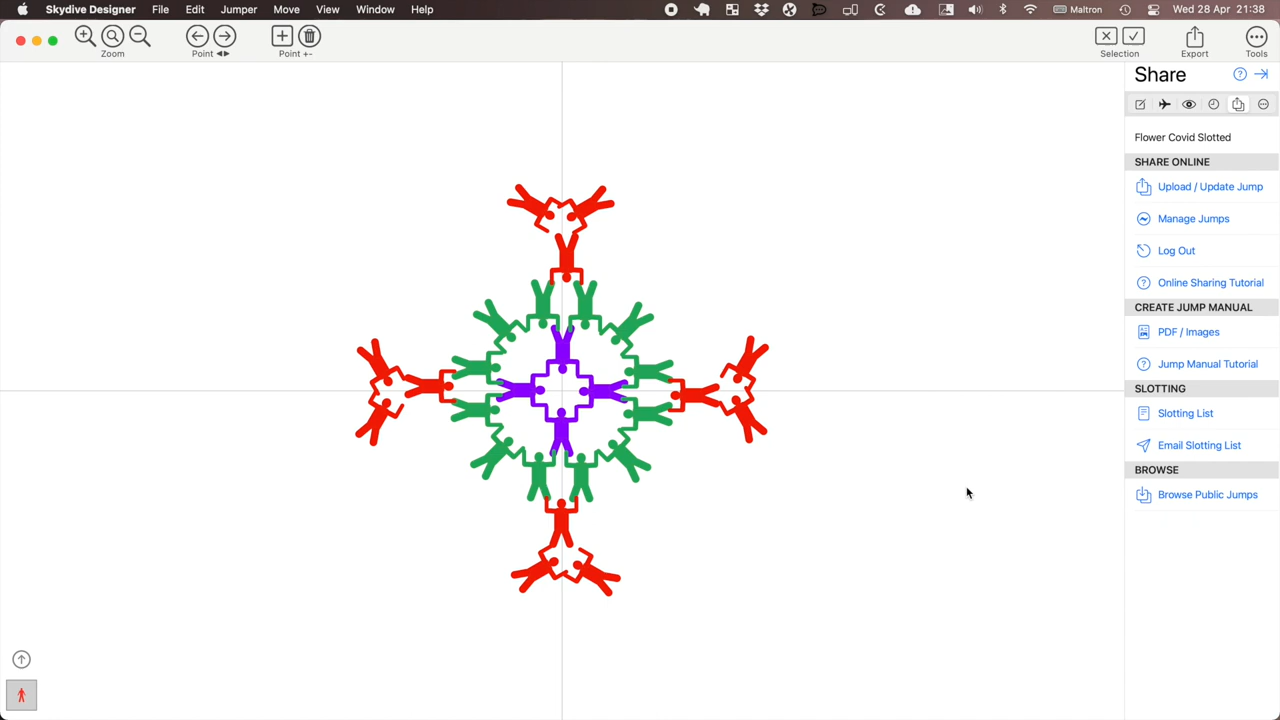 Skydive Designer File Edit Jumper Move View Window Help Maltron Wed 28 Apr 21:38
Zoom
Point
Point +-
Selection
Export
Tools
Share
Flower Covid Slotted
SHARE ONLINE
Upload / Update Jump
Manage Jumps
Log Out
Online Sharing Tutorial
CREATE JUMP MANUAL
PDF / Images
Jump Manual Tutorial
SLOTTING
Slotting List
Email Slotting List
BROWSE
Browse Public Jumps